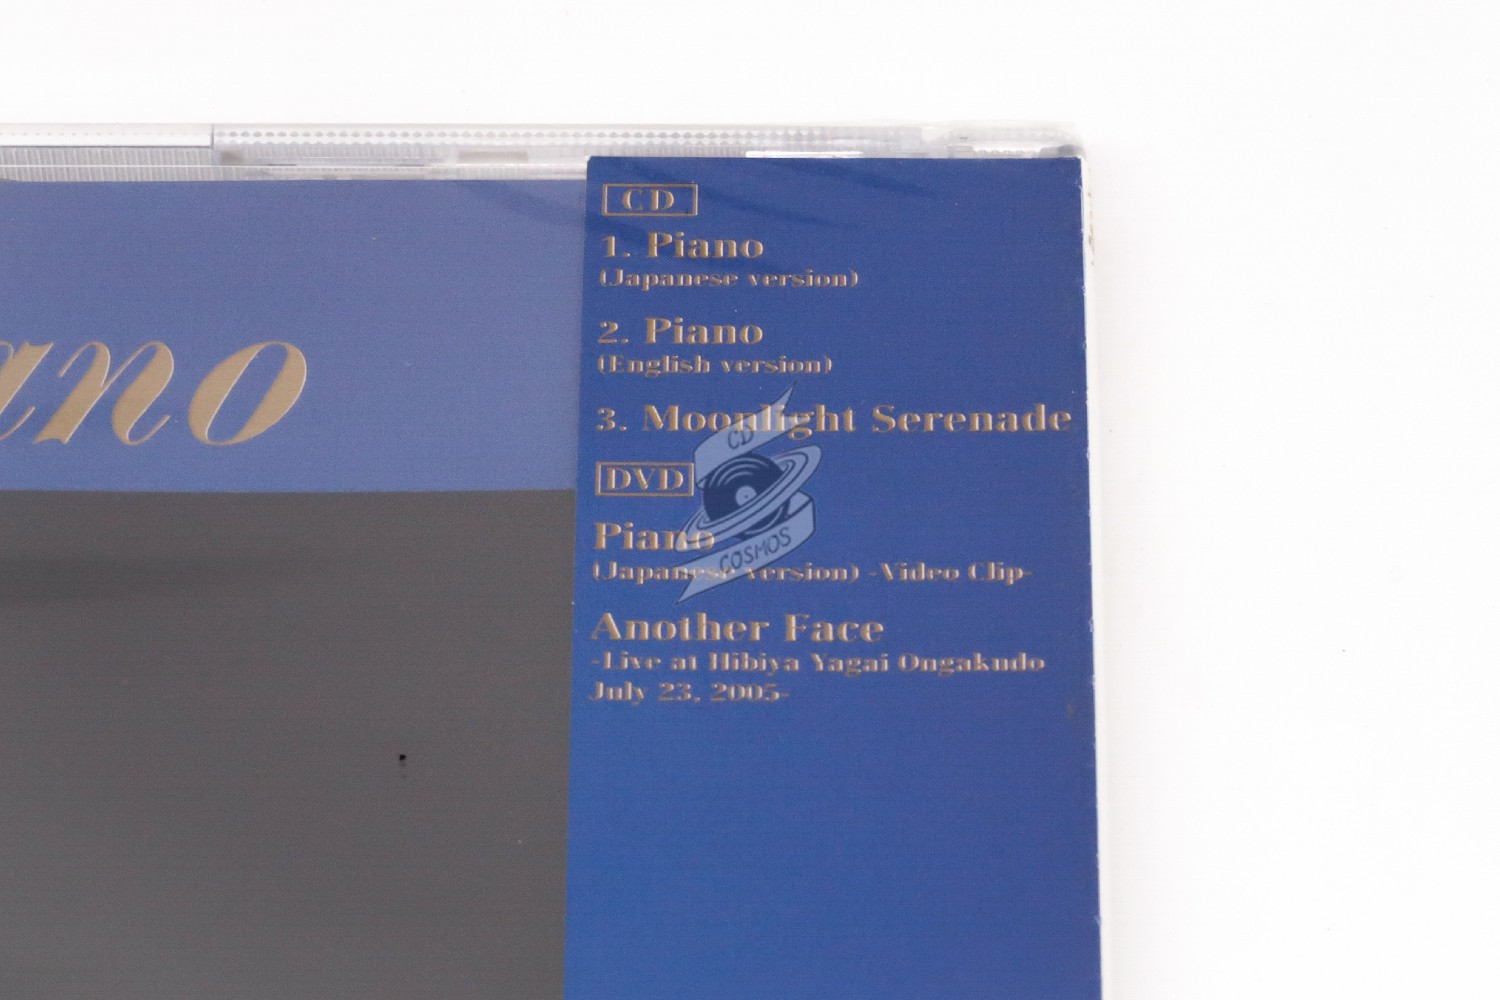 ano
CD
1. Piano
(Japanese version)
2. Piano
(English version)
3. Moonlight Serenade
DVD
Piano
(Japanese version) -Video Clip-
Another Face
-Live at Hibiya Yagai Ongakudo
July 23, 2005-
CD
COSMOS